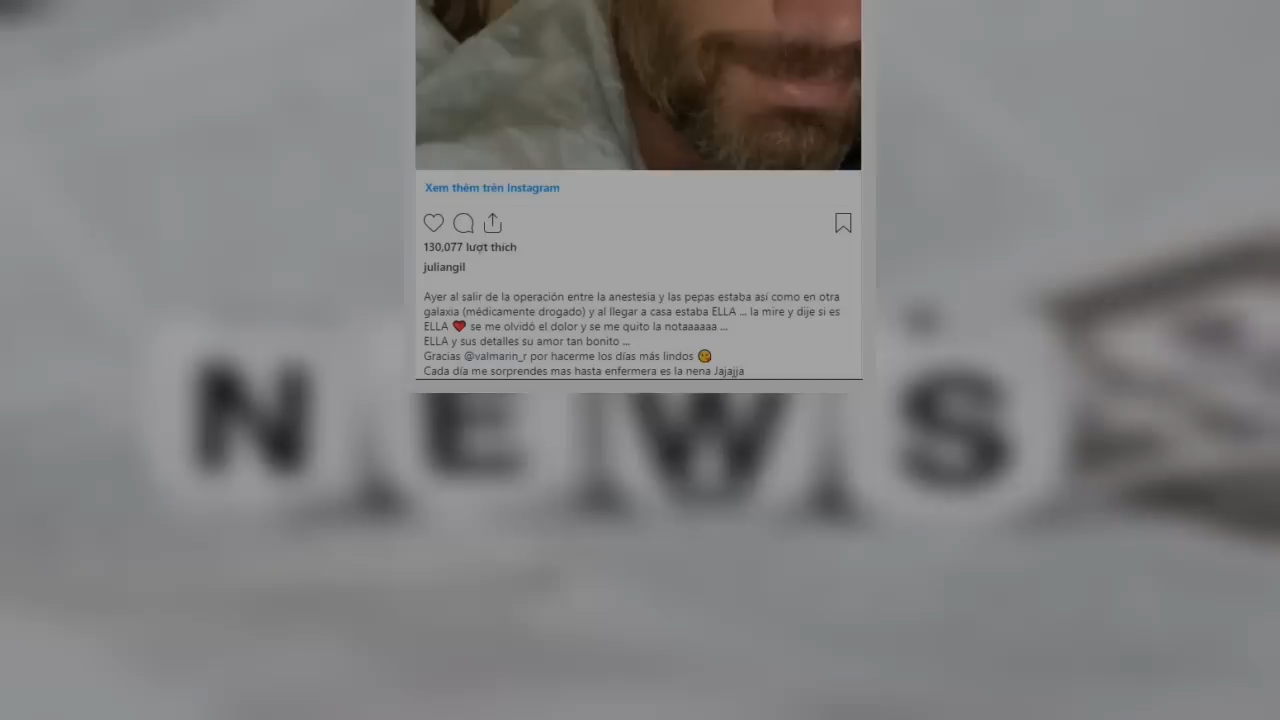 Xem thêm trên Instagram
130,077 lượt thích
juliangil
Ayer al salir de la operación entre la anestesia y las pepas estaba así como en otra
galaxia (médicamente drogado) y al llegar a casa estaba ELLA ... la mire y dije si es
ELLA ❤️ se me olvidó el dolor y se me quito la notaaaaaa ...
ELLA y sus detalles su amor tan bonito ...
Gracias @valmarin_r por hacerme los días más lindos 🤭
Cada día me sorprendes mas hasta enfermera es la nena Jajajja
NEWS